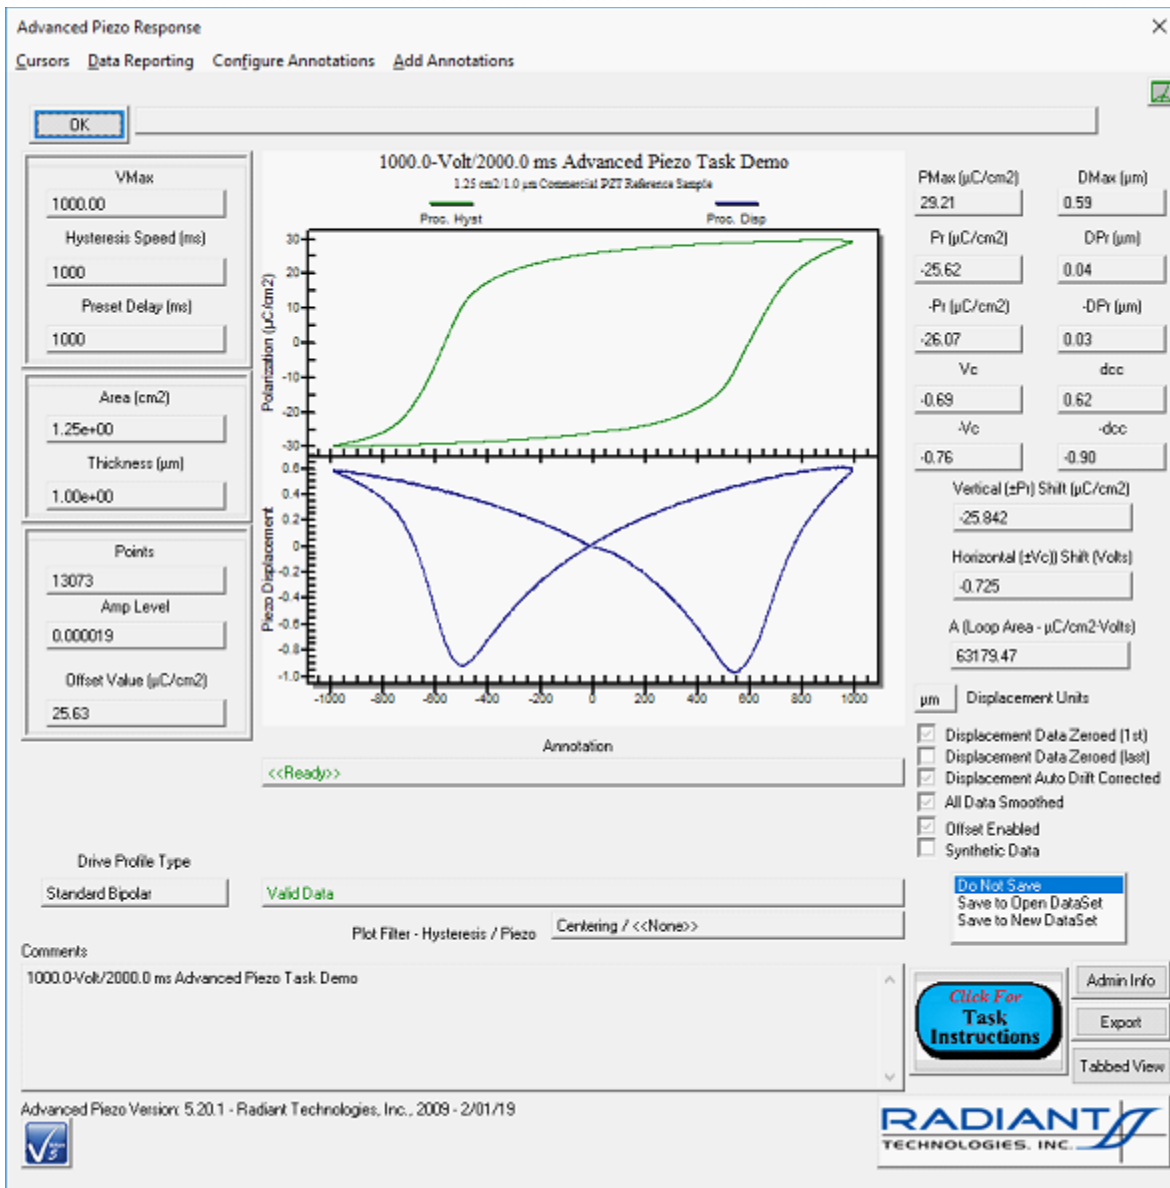 Advanced Piezo Response
Cursors Data Reporting Configure Annotations Add Annotations
OK
VMax
1000.00
Hysteresis Speed (ms)
1000
Preset Delay (ms)
1000
Area (cm2)
1.25e+00
Thickness (µm)
1.00e+00
Points
13073
Amp Level
0.000019
Offset Value (µC/cm2)
25.63
1000.0-Volt/2000.0 ms Advanced Piezo Task Demo
1.25 cm2/1.0 µm Commercial PZT Reference Sample
Proc. Hyst Proc. Disp
Polarization (µC/cm2)
30
20
10
0
-10
-20
-30
Piezo Displacement
0.6
0.4
0.2
0
-0.2
-0.4
-0.6
-0.8
-1.0
-1000 -800 -600 -400 -200 0 200 400 600 800 1000
PMax (µC/cm2) DMax (µm)
29.21 0.59
Pr (µC/cm2) DPr (µm)
-25.62 0.04
-Pr (µC/cm2) -DPr (µm)
-26.07 0.03
Vc dcc
-0.69 0.62
-Vc -dcc
-0.76 -0.90
Vertical (±Pr) Shift (µC/cm2)
-25.842
Horizontal (±Vc)) Shift (Volts)
-0.725
A (Loop Area - µC/cm2-Volts)
63179.47
µm Displacement Units
Displacement Data Zeroed (1st)
Displacement Data Zeroed (last)
Displacement Auto Drift Corrected
All Data Smoothed
Offset Enabled
Synthetic Data
Annotation
<<Ready>>
Drive Profile Type
Standard Bipolar
Valid Data
Plot Filter - Hysteresis / Piezo Centering / <<None>>
Do Not Save
Save to Open DataSet
Save to New DataSet
Comments
1000.0-Volt/2000.0 ms Advanced Piezo Task Demo
Click For
Task
Instructions
Admin Info
Export
Tabbed View
Advanced Piezo Version: 5.20.1 - Radiant Technologies, Inc., 2009 - 2/01/19
RADIANT
TECHNOLOGIES, INC.